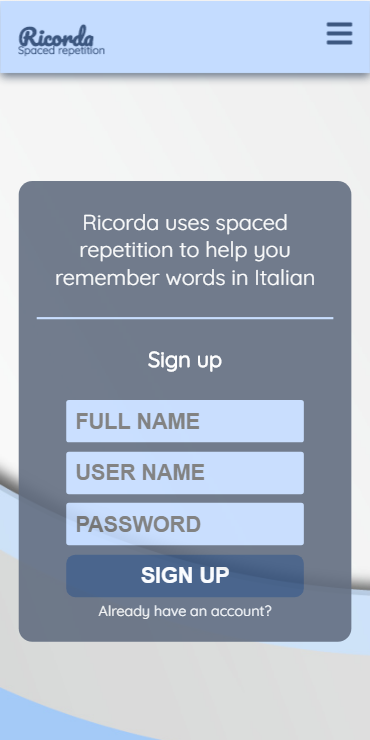 Ricorda
Spaced repetition
Ricorda uses spaced
repetition to help you
remember words in Italian
Sign up
FULL NAME
USER NAME
PASSWORD
SIGN UP
Already have an account?